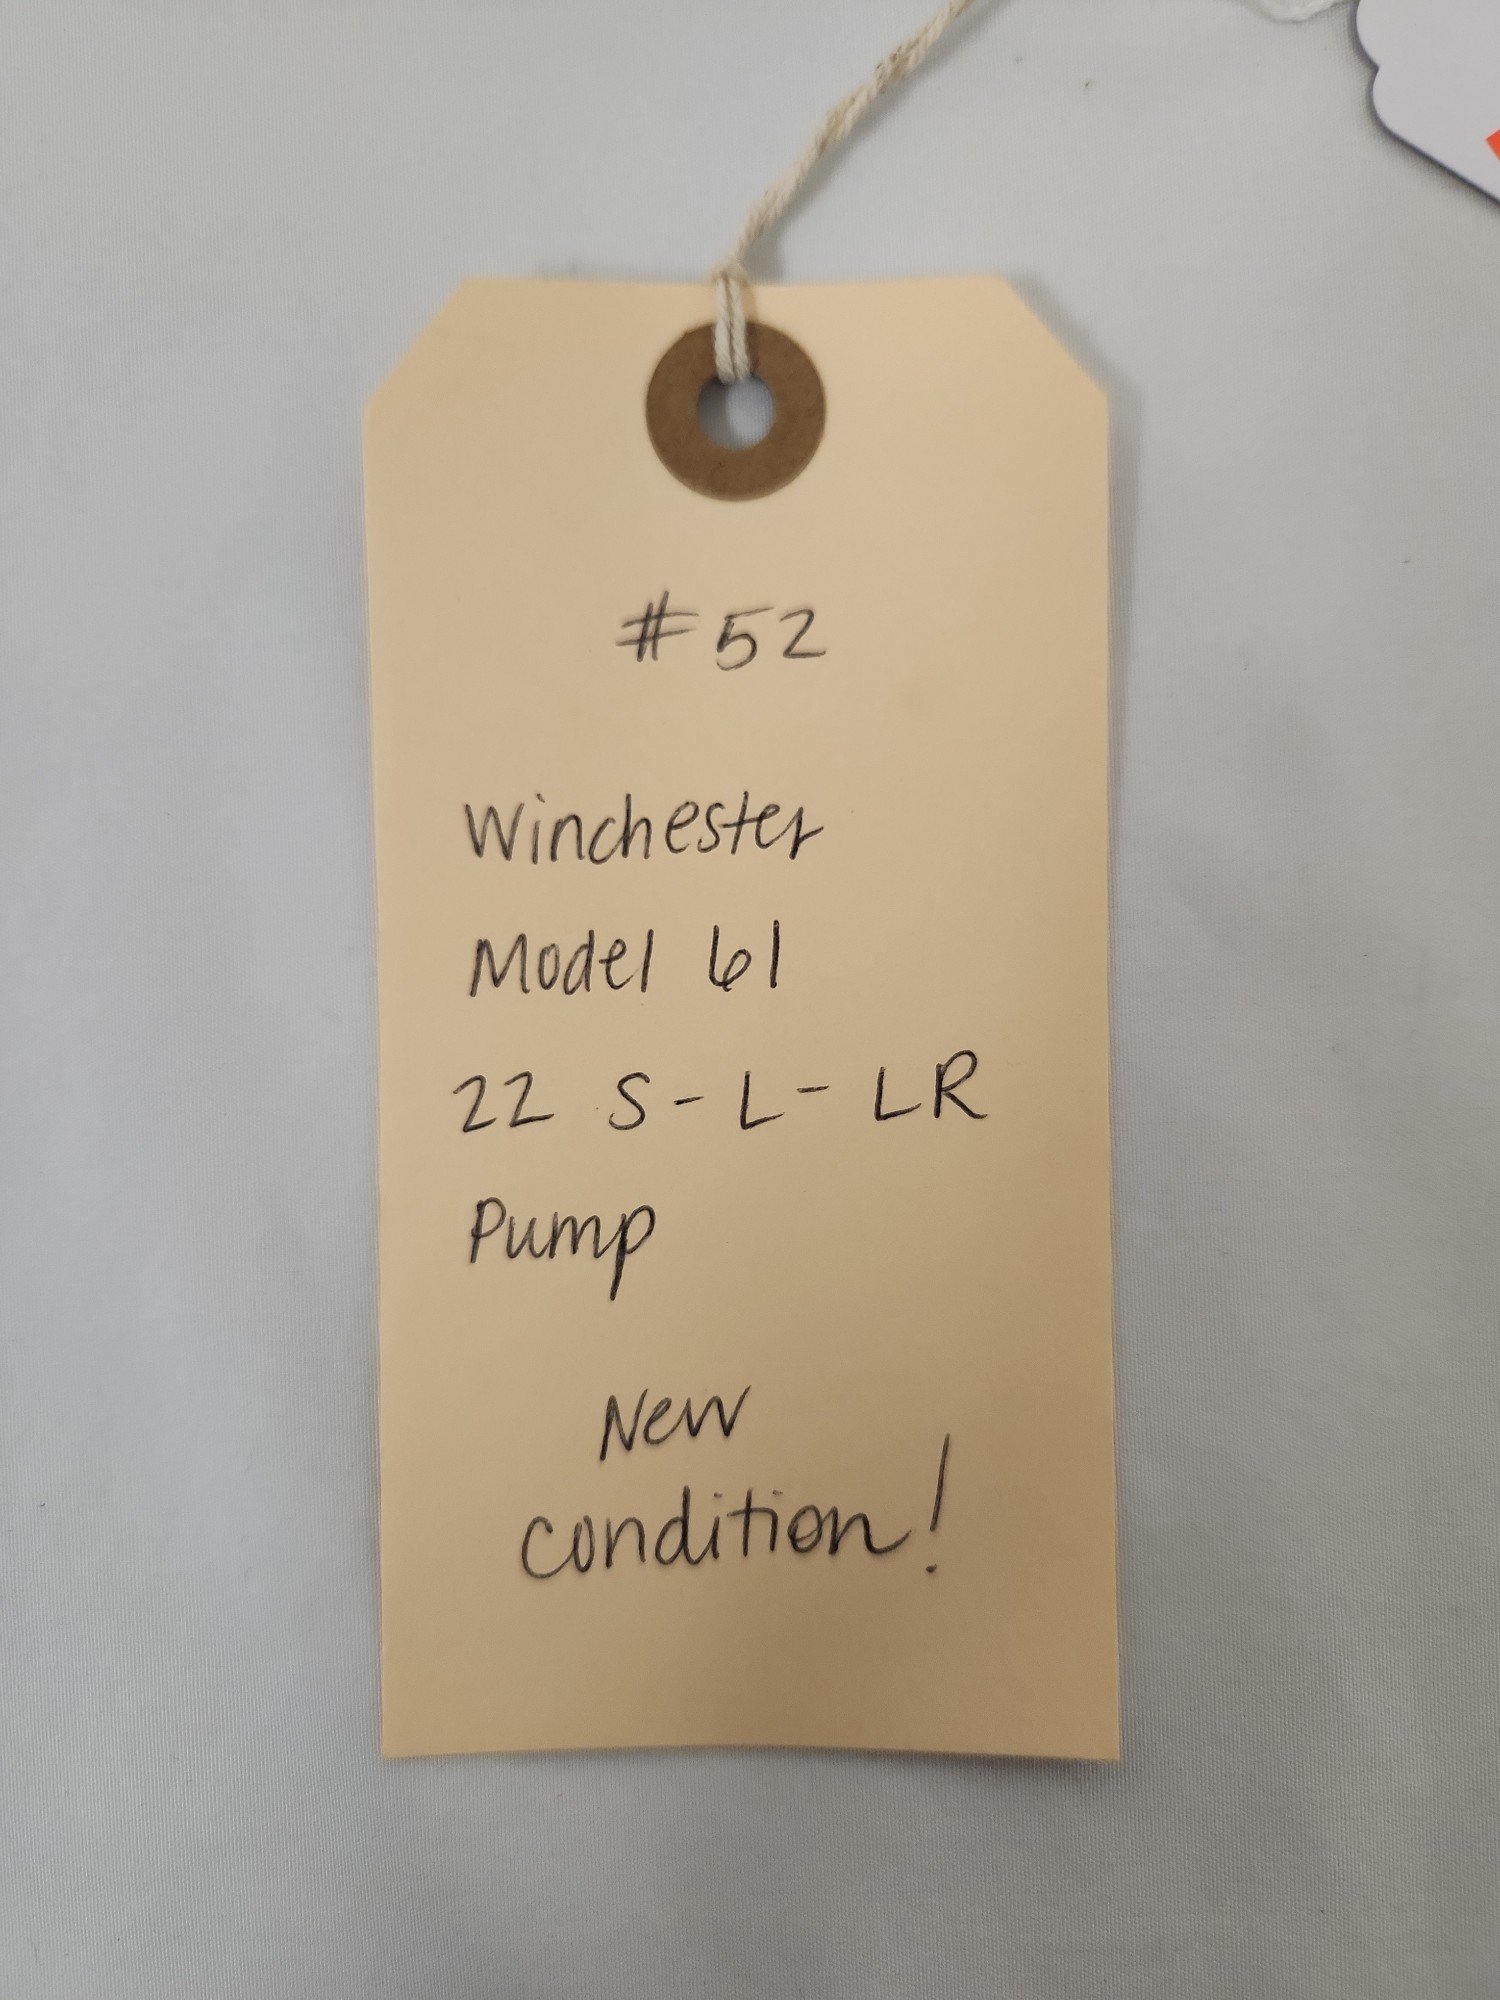 #52
Winchester
Model 61
22 S-L-LR
Pump
New
condition!